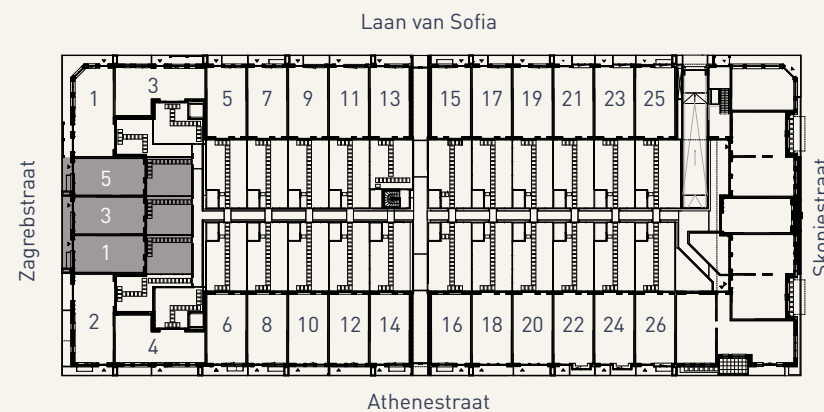 Laan van Sofia
1 3 5 7 9 11 13 15 17 19 21 23 25
Zagrebstraat
5
3
1
Skopjestraat
2 4 6 8 10 12 14 16 18 20 22 24 26
Athenestraat